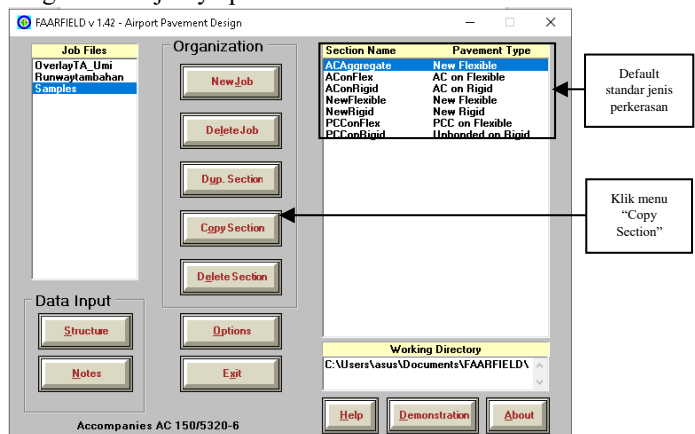 FAARFIELD v 1.42 - Airport Pavement Design
Job Files
OverlayTA_Umi
Runwaytambahan
Samples
Organization
New Job
Delete Job
Dup. Section
Copy Section
Delete Section
Data Input
Structure
Notes
Options
Exit
Section Name Pavement Type
ACAggregate New Flexible
AConFlex AC on Flexible
AConRigid AC on Rigid
NewFlexible New Flexible
NewRigid New Rigid
PCConFlex PCC on Flexible
PCConRigid Unbonded on Rigid
Working Directory
C:\Users\asus\Documents\FAARFIELD\
Help Demonstration About
Accompanies AC 150/5320-6
Default
standar jenis
perkerasan
Klik menu
“Copy
Section”